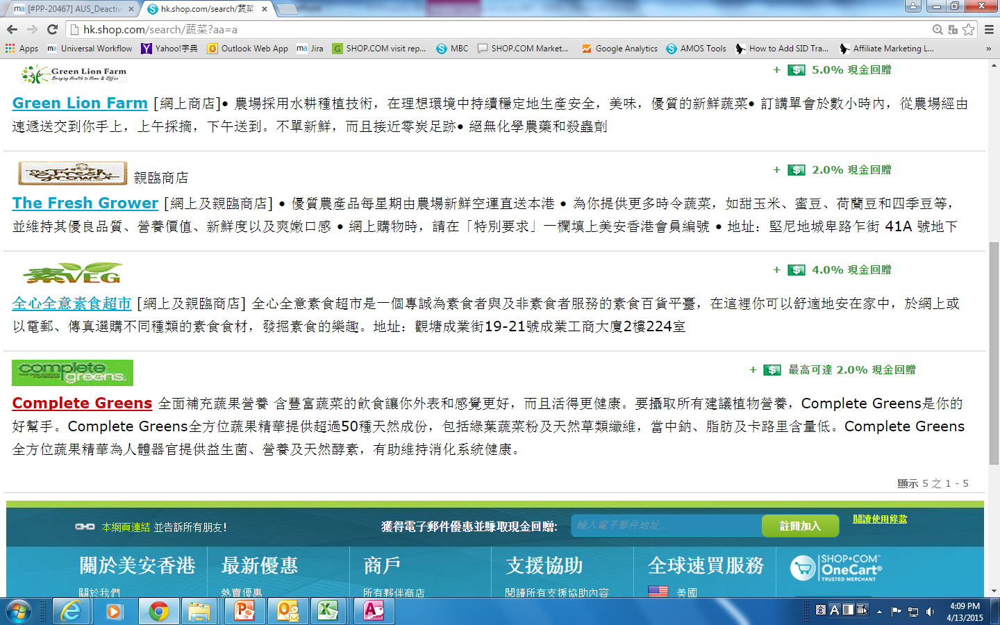 [#PP-20467] AUS_Deactiva
hk.shop.com/search/蔬菜
hk.shop.com/search/蔬菜?aa=a
Apps
Universal Workflow
Yahoo!字典
Outlook Web App
Jira
SHOP.COM visit rep...
MBC
SHOP.COM Market...
Google Analytics
AMOS Tools
How to Add SID Tra...
Affiliate Marketing L...
»
Green Lion Farm
Bringing Health to Home & Office
+ $ 5.0% 現金回贈
Green Lion Farm [網上商店]• 農場採用水耕種植技術，在理想環境中持續穩定地生產安全，美味，優質的新鮮蔬菜• 訂講單會於數小時內，從農場經由
速遞送交到你手上，上午採摘，下午送到。不單新鮮，而且接近零炭足跡• 絕無化學農藥和殺蟲劑
The Fresh Grower 親臨商店
+ $ 2.0% 現金回贈
The Fresh Grower [網上及親臨商店] • 優質農產品每星期由農場新鮮空運直送本港 • 為你提供更多時令蔬菜，如甜玉米、蜜豆、荷蘭豆和四季豆等，
並維持其優良品質、營養價值、新鮮度以及爽嫩口感 • 網上購物時，請在「特別要求」一欄填上美安香港會員編號 • 地址：堅尼地城卑路乍街 41A 號地下
素VEG
+ $ 4.0% 現金回贈
全心全意素食超市 [網上及親臨商店] 全心全意素食超市是一個專誠為素食者與及非素食者服務的素食百貨平臺，在這裡你可以舒適地安在家中，於網上或
以電郵、傳真選購不同種類的素食食材，發掘素食的樂趣。地址：觀塘成業街19-21號成業工商大廈2樓224室
complete greens
+ $ 最高可達 2.0% 現金回贈
Complete Greens 全面補充蔬果營養 含豐富蔬菜的飲食讓你外表和感覺更好，而且活得更健康。要攝取所有建議植物營養，Complete Greens是你的
好幫手。Complete Greens全方位蔬果精華提供超過50種天然成份，包括綠葉蔬菜粉及天然草類纖維，當中鈉、脂肪及卡路里含量低。Complete Greens
全方位蔬果精華為人體器官提供益生菌、營養及天然酵素，有助維持消化系統健康。
顯示 5 之 1 - 5
本網頁連結 並告訴所有朋友！
獲得電子郵件優惠並賺取現金回贈:
輸入電子郵件地址...
註冊加入
閱讀使用條款
關於美安香港
最新優惠
商戶
支援協助
全球速買服務
SHOP•COM
OneCart®
TRUSTED MERCHANT
關於我們
熱賣優惠
所有夥伴商店
閱讀所有支援協助內容
美國
倉 A
4:09 PM
4/13/2015